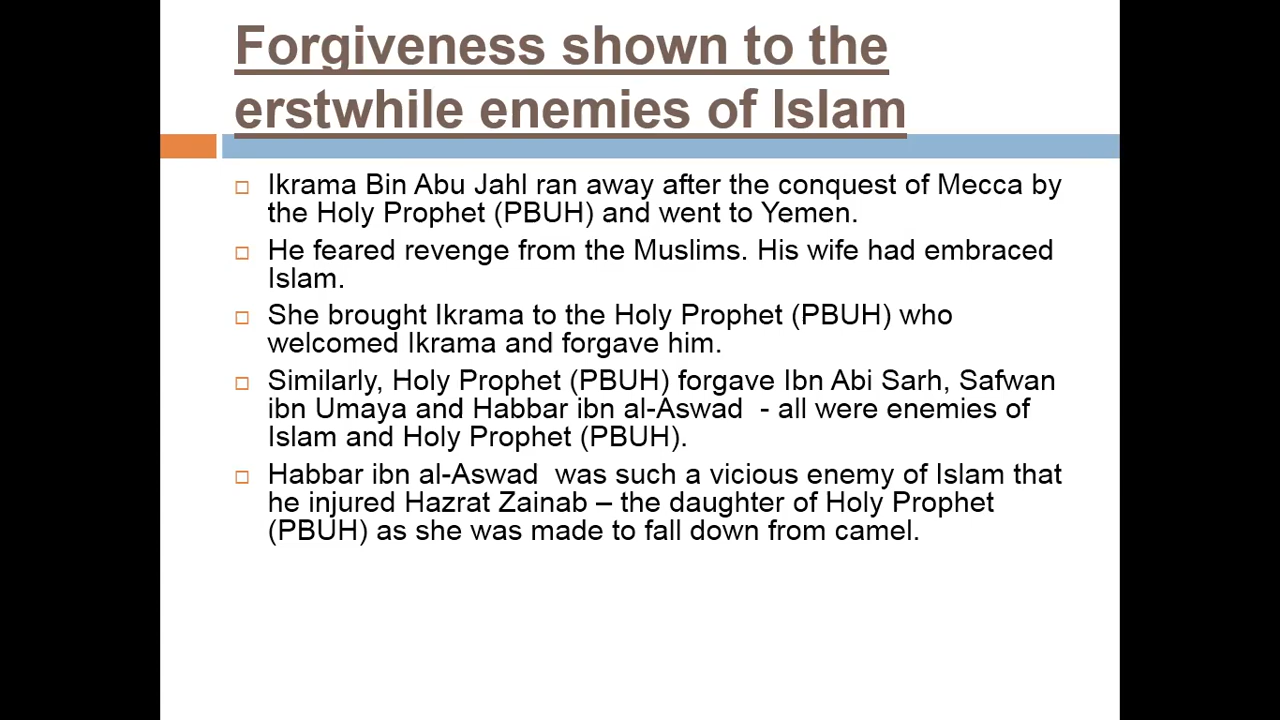 Forgiveness shown to the
erstwhile enemies of Islam
Ikrama Bin Abu Jahl ran away after the conquest of Mecca by
the Holy Prophet (PBUH) and went to Yemen.
He feared revenge from the Muslims. His wife had embraced
Islam.
She brought Ikrama to the Holy Prophet (PBUH) who
welcomed Ikrama and forgave him.
Similarly, Holy Prophet (PBUH) forgave Ibn Abi Sarh, Safwan
ibn Umaya and Habbar ibn al-Aswad  - all were enemies of
Islam and Holy Prophet (PBUH).
Habbar ibn al-Aswad  was such a vicious enemy of Islam that
he injured Hazrat Zainab – the daughter of Holy Prophet
(PBUH) as she was made to fall down from camel.